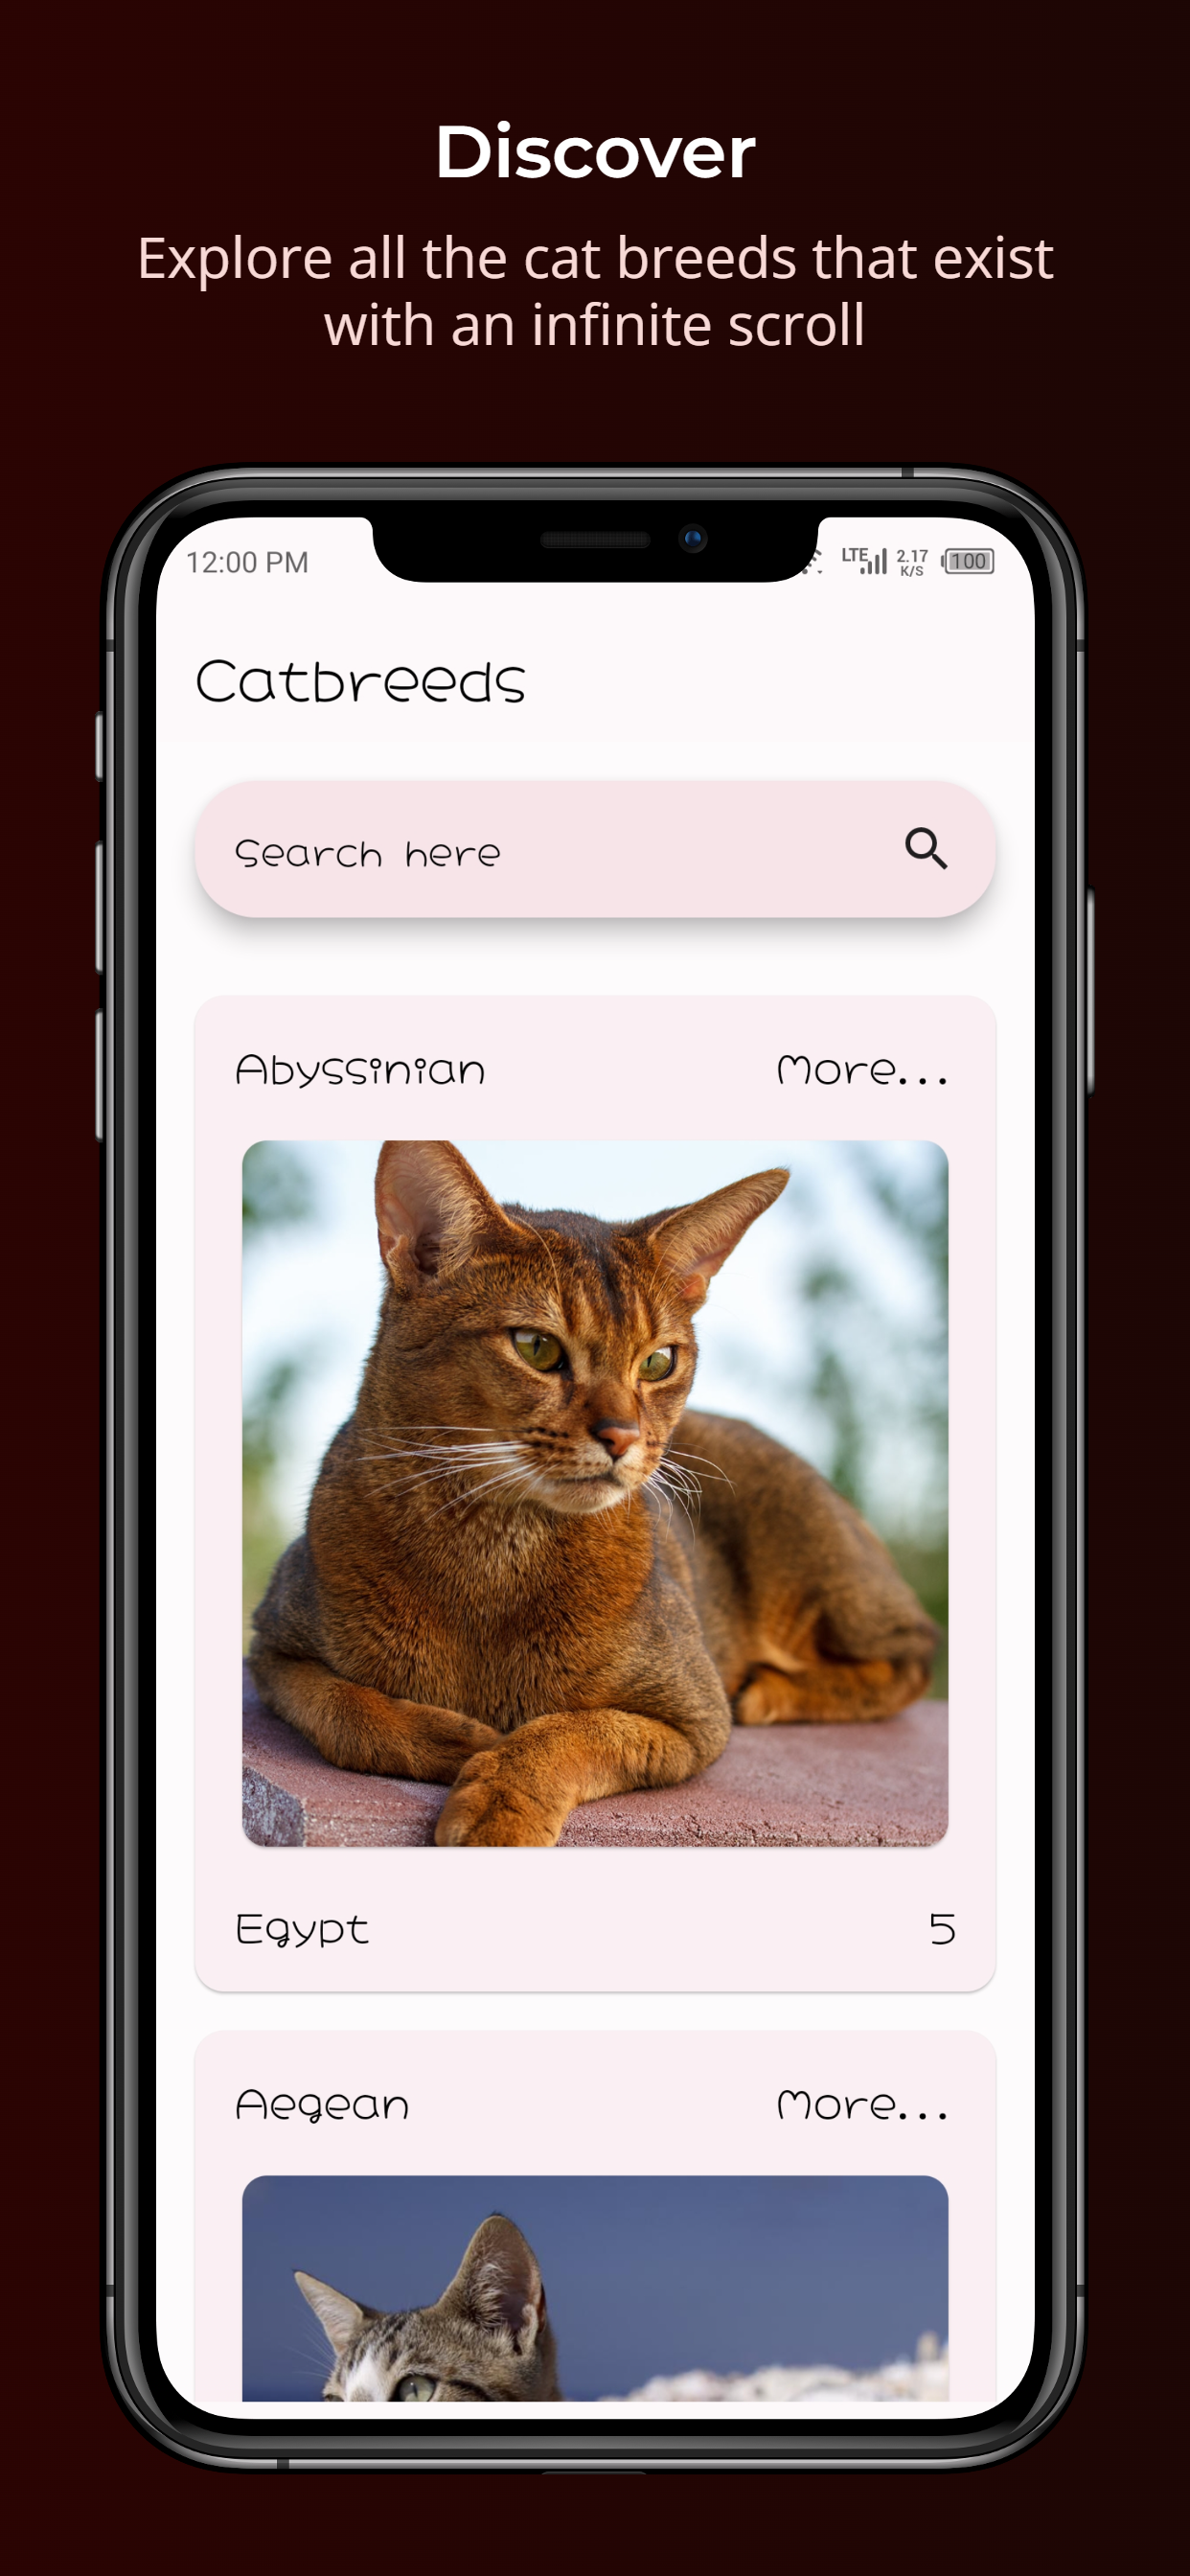 Discover
Explore all the cat breeds that exist
with an infinite scroll
12:00 PM
LTE 2.17 K/S 100
Catbreeds
Search here
Abyssinian More...
Egypt 5
Aegean More...